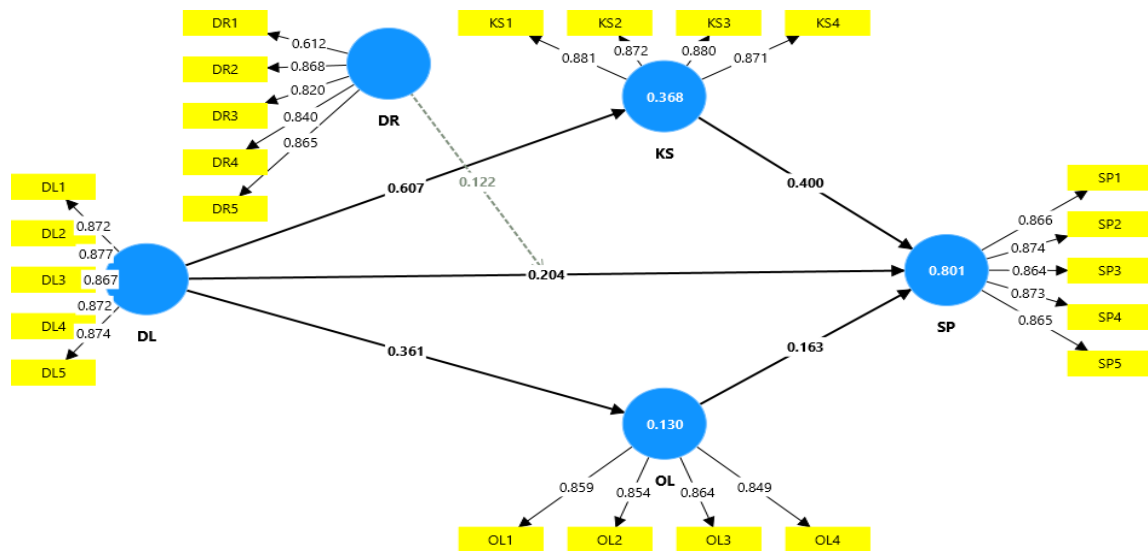 DR1
DR2
DR3
DR4
DR5
0.612
0.868
0.820
0.840
0.865
DR
KS1
KS2
KS3
KS4
0.881
0.872
0.880
0.871
0.368
KS
DL1
DL2
DL3
DL4
DL5
0.872
0.877
0.867
0.872
0.874
DL
0.607
0.122
0.400
0.204
0.361
0.163
SP1
SP2
SP3
SP4
SP5
0.866
0.874
0.864
0.873
0.865
0.801
SP
0.130
OL
0.859
0.854
0.864
0.849
OL1
OL2
OL3
OL4